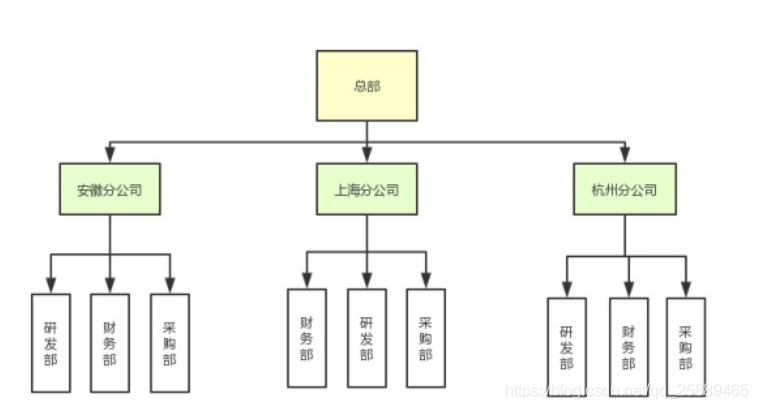 总部
安徽分公司
上海分公司
杭州分公司
研发部
财务部
采购部
财务部
研发部
采购部
研发部
财务部
采购部
https://blog.csdn.net/qq_25889465